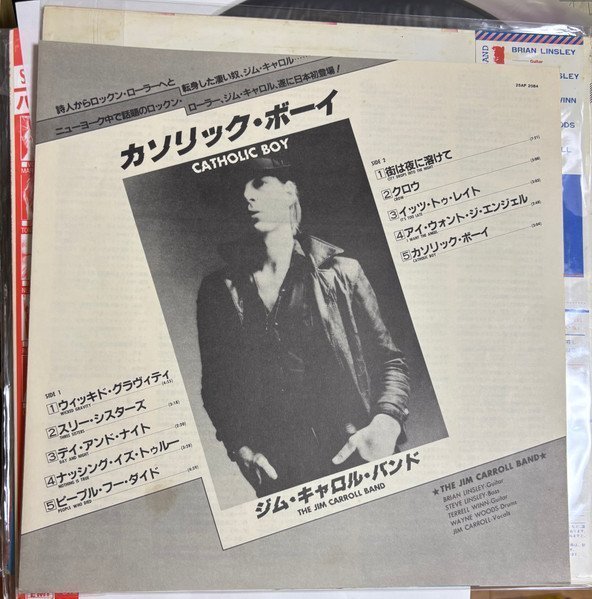 詩人からロックン・ローラーへと
転身した凄い奴、ジム・キャロル……
ニューヨーク中で話題のロックン・
ローラー、ジム・キャロル、遂に日本初登場!
カソリック・ボーイ
CATHOLIC BOY
25AP 2084
SIDE 2
1 街は夜に溶けて
CITY DROPS INTO THE NIGHT
2 クロウ
CROW
3 イッツ・トゥ・レイト
IT'S TOO LATE
4 アイ・ウォント・ジ・エンジェル
I WANT THE ANGEL
5 カソリック・ボーイ
CATHOLIC BOY
SIDE 1
1 ウィッキド・グラヴィティ
WICKED GRAVITY
2 スリー・シスターズ
THREE SISTERS
3 デイ・アンド・ナイト
DAY AND NIGHT
4 ナッシング・イズ・トゥルー
NOTHING IS TRUE
5 ピープル・フー・ダイド
PEOPLE WHO DIED
ジム・キャロル・バンド
THE JIM CARROLL BAND
★THE JIM CARROLL BAND★
BRIAN LINSLEY-Guitar
STEVE LINSLEY-Bass
TERRELL WINN-Guitar
WAYNE WOODS-Drums
JIM CARROLL-Vocals
AND
BRIAN LINSLEY
Guitar